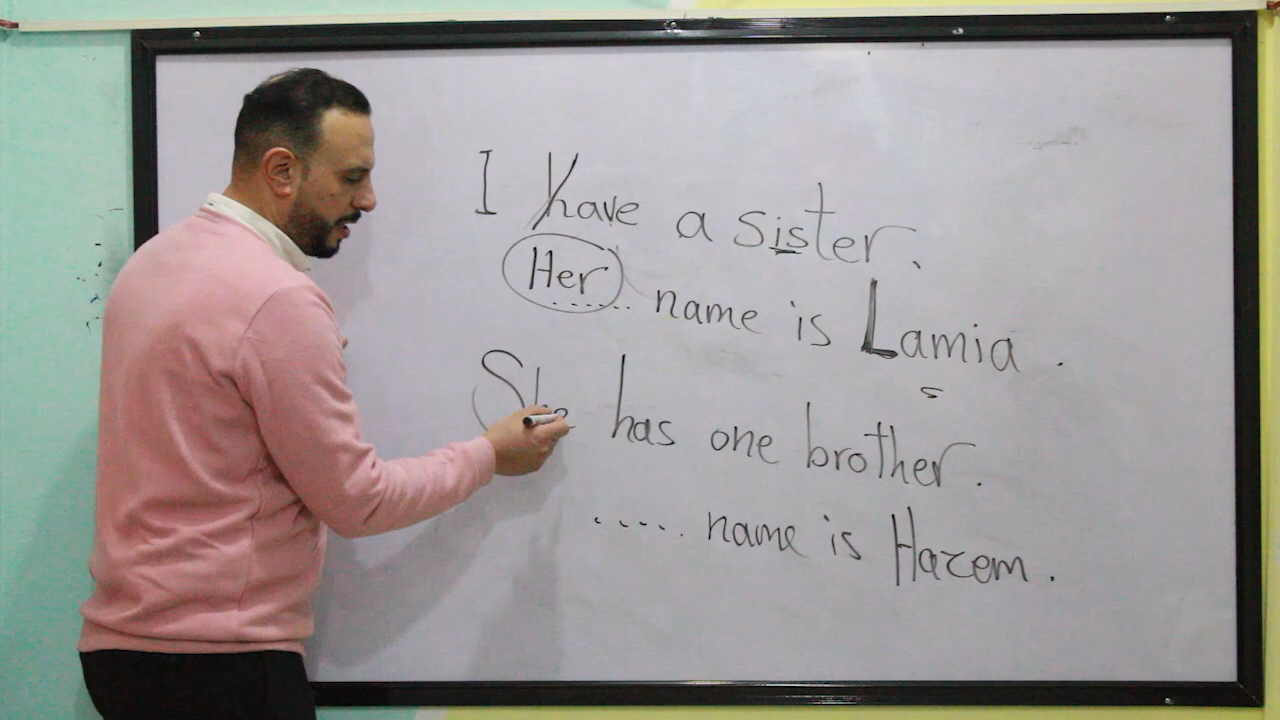 I have a sister.
Her ...... name is Lamia.
s
She has one brother.
..... name is Hazem.